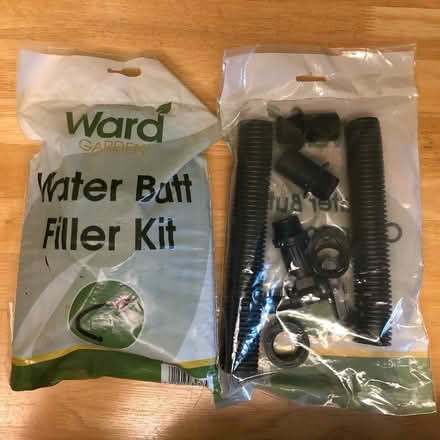 Ward
GARDEN
Water Butt
Filler Kit